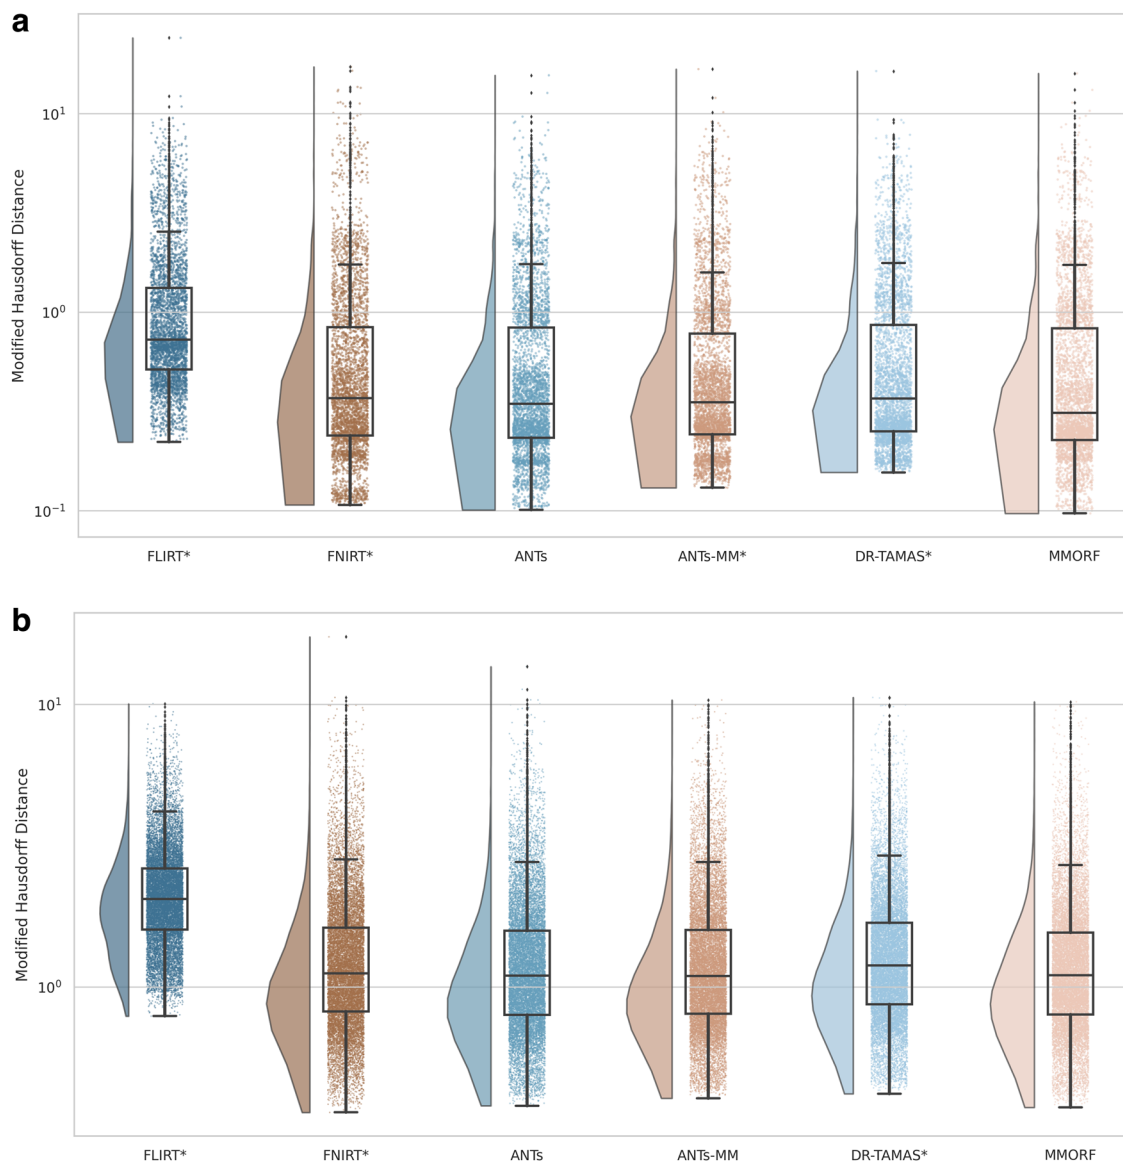 a
Modified Hausdorff Distance
10¹
10⁰
10⁻¹
FLIRT* FNIRT* ANTs ANTs-MM* DR-TAMAS* MMORF
b
Modified Hausdorff Distance
10¹
10⁰
FLIRT* FNIRT* ANTs ANTs-MM DR-TAMAS* MMORF